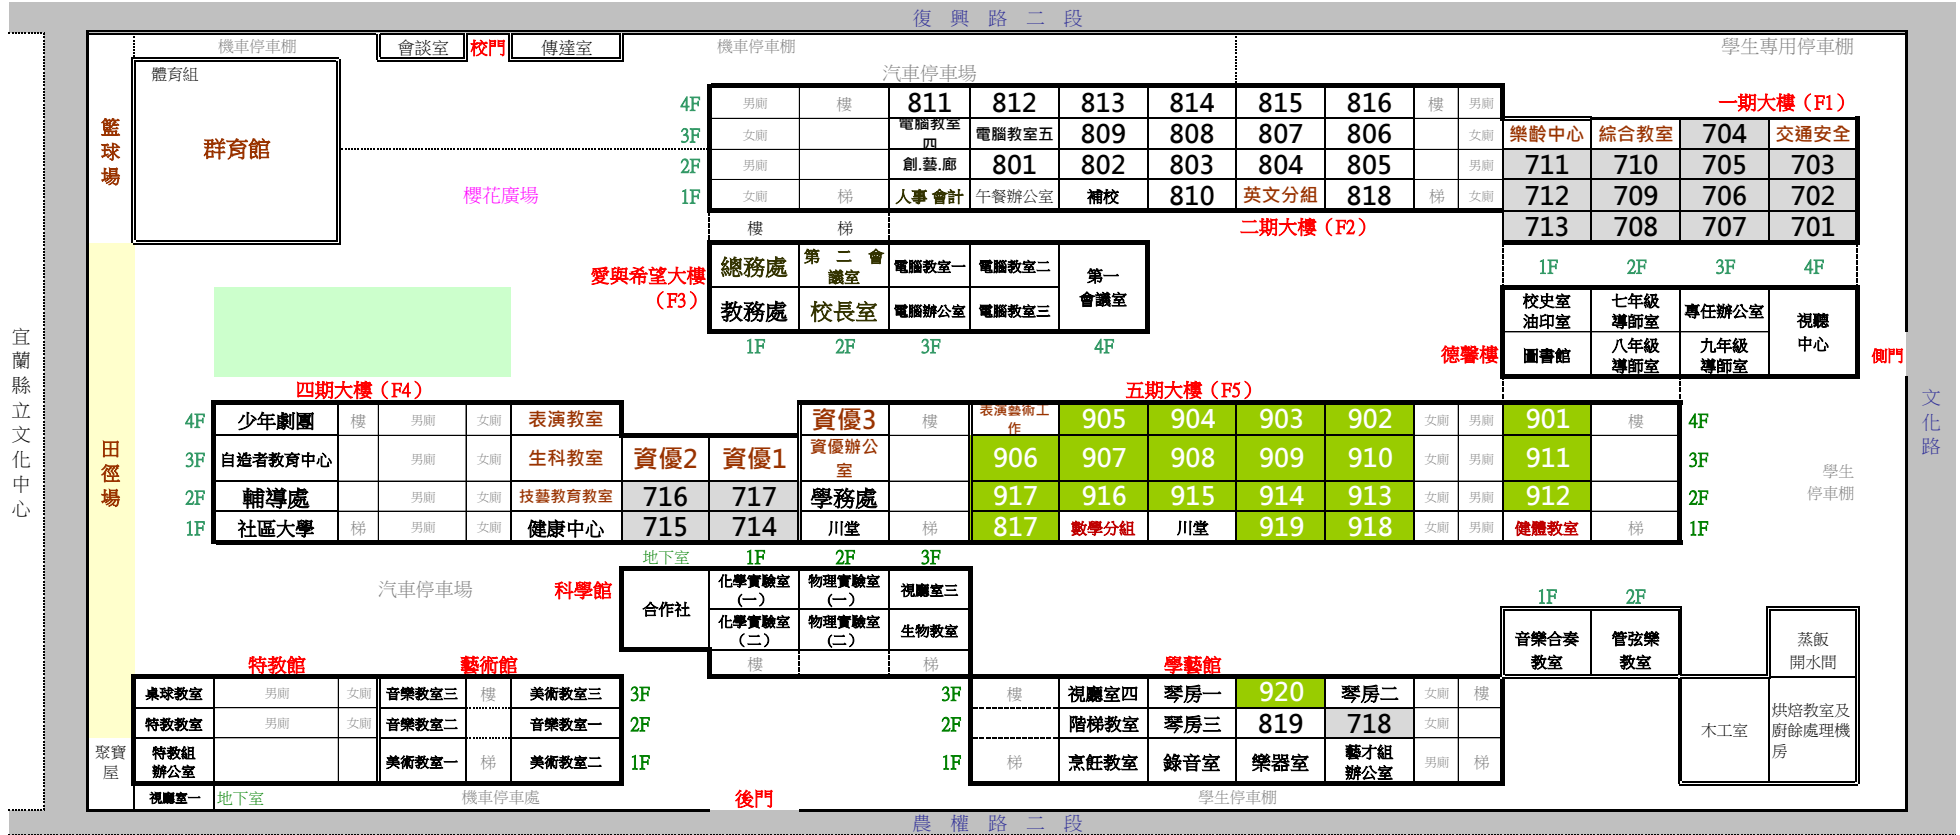 復 興 路 二 段
機車停車棚 會談室 校門 傳達室 機車停車棚 學生專用停車棚
體育組 汽車停車場
4F 男廁 樓 811 812 813 814 815 816 樓 男廁 一期大樓（F1）
籃球場
群育館
3F 女廁 電腦教室四 電腦教室五 809 808 807 806 女廁 樂齡中心 綜合教室 704 交通安全
2F 男廁 創.藝.廊 801 802 803 804 805 男廁 711 710 705 703
櫻花廣場 1F 女廁 梯 人事 會計 午餐辦公室 補校 810 英文分組 818 梯 女廁 712 709 706 702
樓 梯 二期大樓（F2） 713 708 707 701
愛與希望大樓（F3）
總務處 第二會議室 電腦教室一 電腦教室二 第一會議室
教務處 校長室 電腦辦公室 電腦教室三
1F 2F 3F 4F
1F 2F 3F 4F
校史室 油印室 七年級導師室 專任辦公室 視聽中心
德馨樓 圖書館 八年級導師室 九年級導師室 側門
宜蘭縣立文化中心
文化路
田徑場
四期大樓（F4） 五期大樓（F5）
4F 少年劇團 樓 男廁 女廁 表演教室 資優3 樓 表演藝術工作 905 904 903 902 女廁 男廁 901 樓 4F
3F 自造者教育中心 男廁 女廁 生科教室 資優2 資優1 資優辦公室 906 907 908 909 910 女廁 男廁 911 3F
學生停車棚
2F 輔導處 男廁 女廁 技藝教育教室 716 717 學務處 917 916 915 914 913 女廁 男廁 912 2F
1F 社區大學 梯 男廁 女廁 健康中心 715 714 川堂 梯 817 數學分組 川堂 919 918 女廁 男廁 健體教室 梯 1F
地下室 1F 2F 3F
汽車停車場 科學館 合作社 化學實驗室(一) 物理實驗室(一) 視廳室三
化學實驗室(二) 物理實驗室(二) 生物教室
樓 梯
1F 2F
音樂合奏教室 管弦樂教室 蒸飯開水間
特教館 藝術館 學藝館
桌球教室 男廁 女廁 音樂教室三 樓 美術教室三 3F
特教教室 男廁 女廁 音樂教室二 音樂教室一 2F
聚寶屋 特教組辦公室 美術教室一 梯 美術教室二 1F
3F 樓 視廳室四 琴房一 920 琴房二 女廁 樓
2F 階梯教室 琴房三 819 718 女廁
1F 梯 烹飪教室 錄音室 樂器室 藝才組辦公室 男廁 梯
木工室 烘焙教室及廚餘處理機房
視廳室一 地下室 機車停車處 後門 學生停車棚
農 權 路 二 段